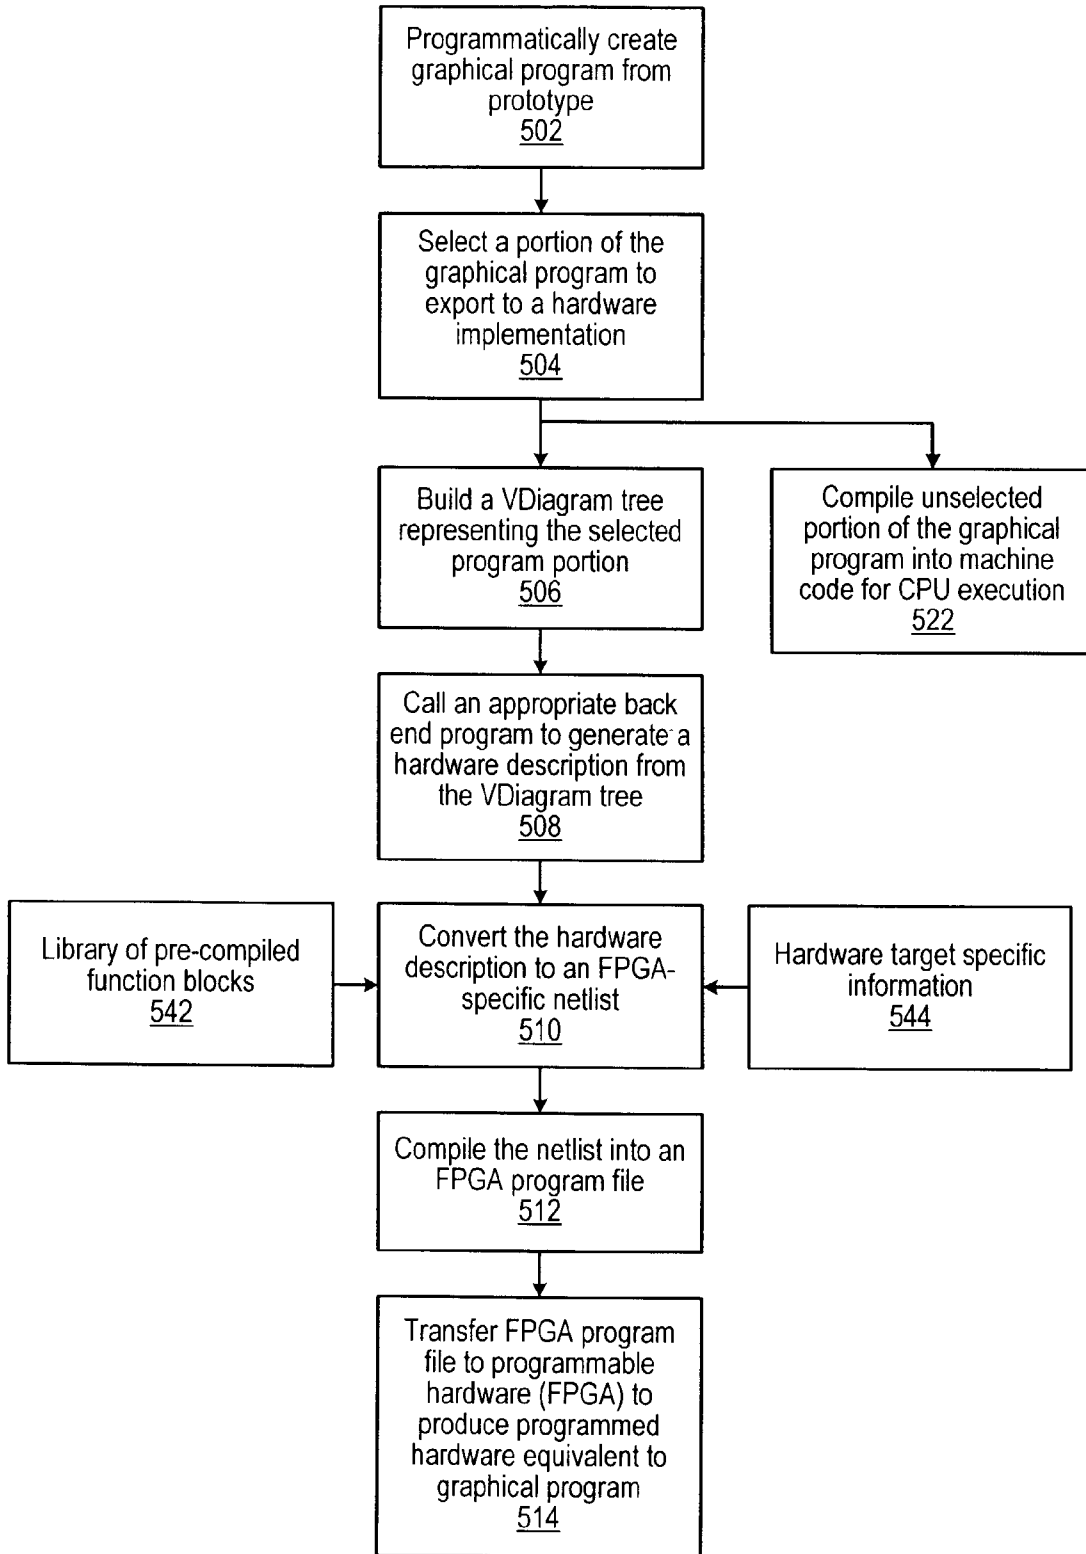 Programmatically create
graphical program from
prototype
502
Select a portion of the
graphical program to
export to a hardware
implementation
504
Build a VDiagram tree
representing the selected
program portion
506
Compile unselected
portion of the graphical
program into machine
code for CPU execution
522
Call an appropriate back
end program to generate a
hardware description from
the VDiagram tree
508
Library of pre-compiled
function blocks
542
Convert the hardware
description to an FPGA-
specific netlist
510
Hardware target specific
information
544
Compile the netlist into an
FPGA program file
512
Transfer FPGA program
file to programmable
hardware (FPGA) to
produce programmed
hardware equivalent to
graphical program
514